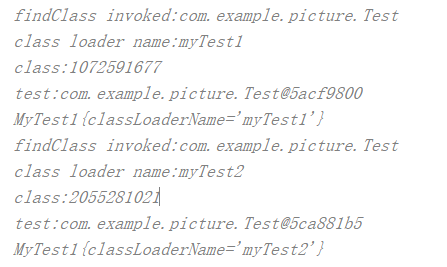 findClass invoked:com.example.picture.Test
class loader name:myTest1
class:1072591677
test:com.example.picture.Test@5acf9800
MyTest1{classLoaderName='myTest1'}
findClass invoked:com.example.picture.Test
class loader name:myTest2
class:2055281021
test:com.example.picture.Test@5ca881b5
MyTest1{classLoaderName='myTest2'}